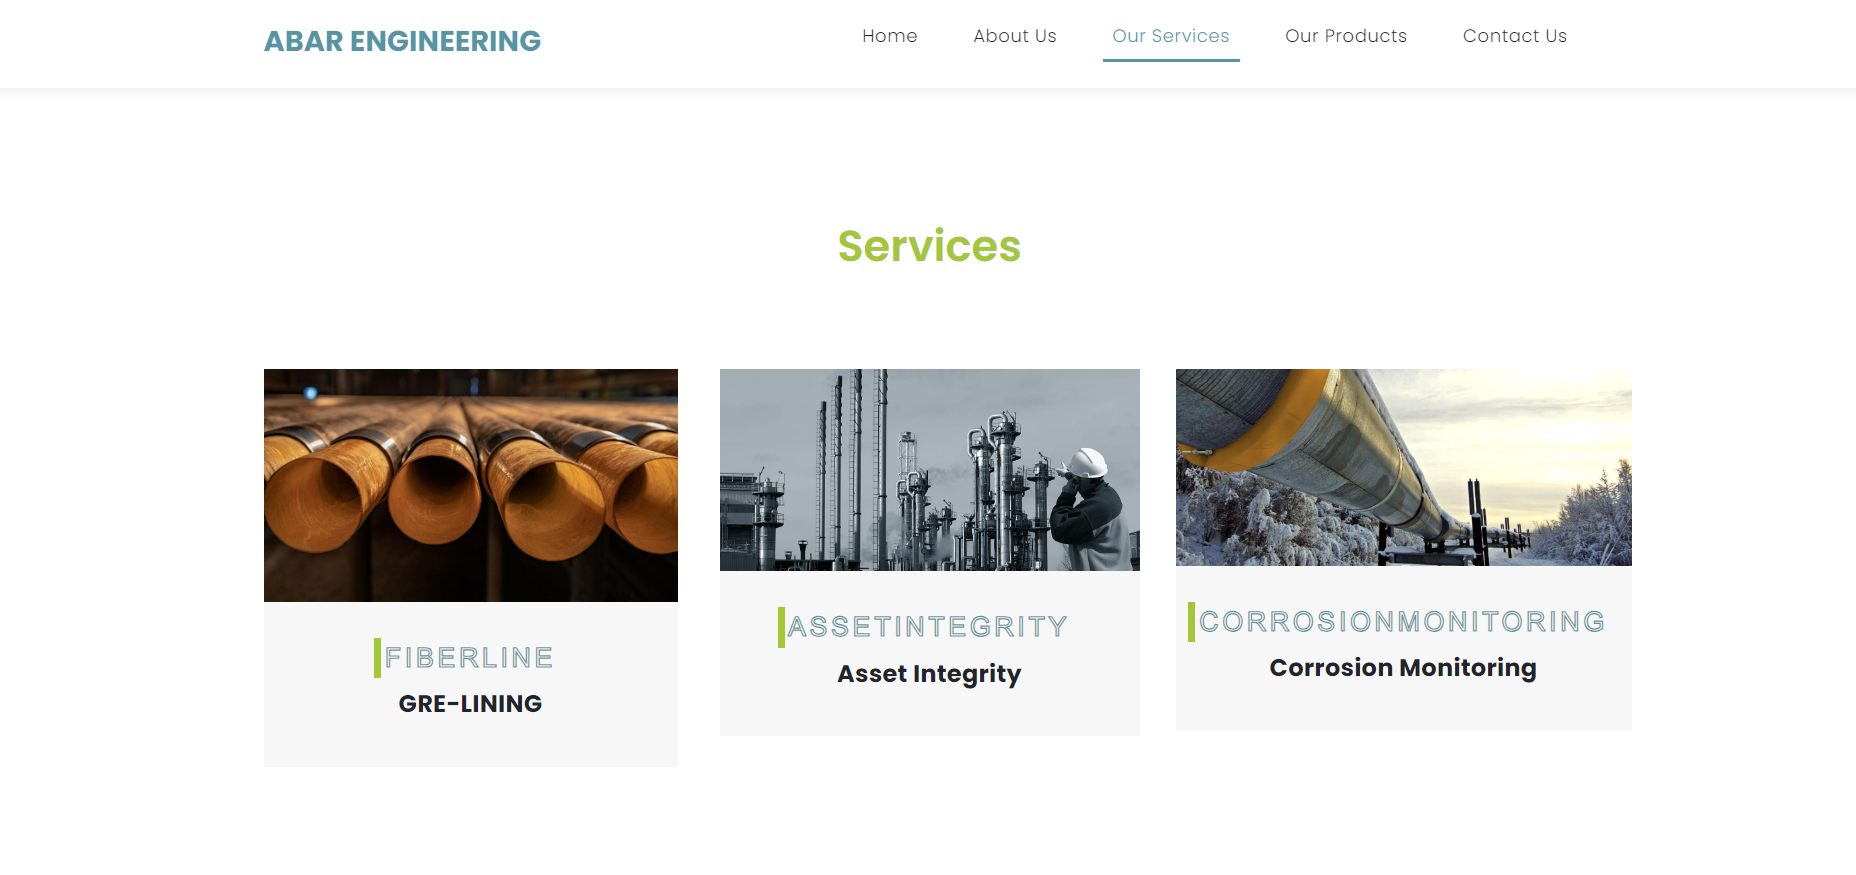 ABAR ENGINEERING
Home About Us Our Services Our Products Contact Us
Services
FIBERLINE
GRE-LINING
ASSETINTEGRITY
Asset Integrity
CORROSIONMONITORING
Corrosion Monitoring